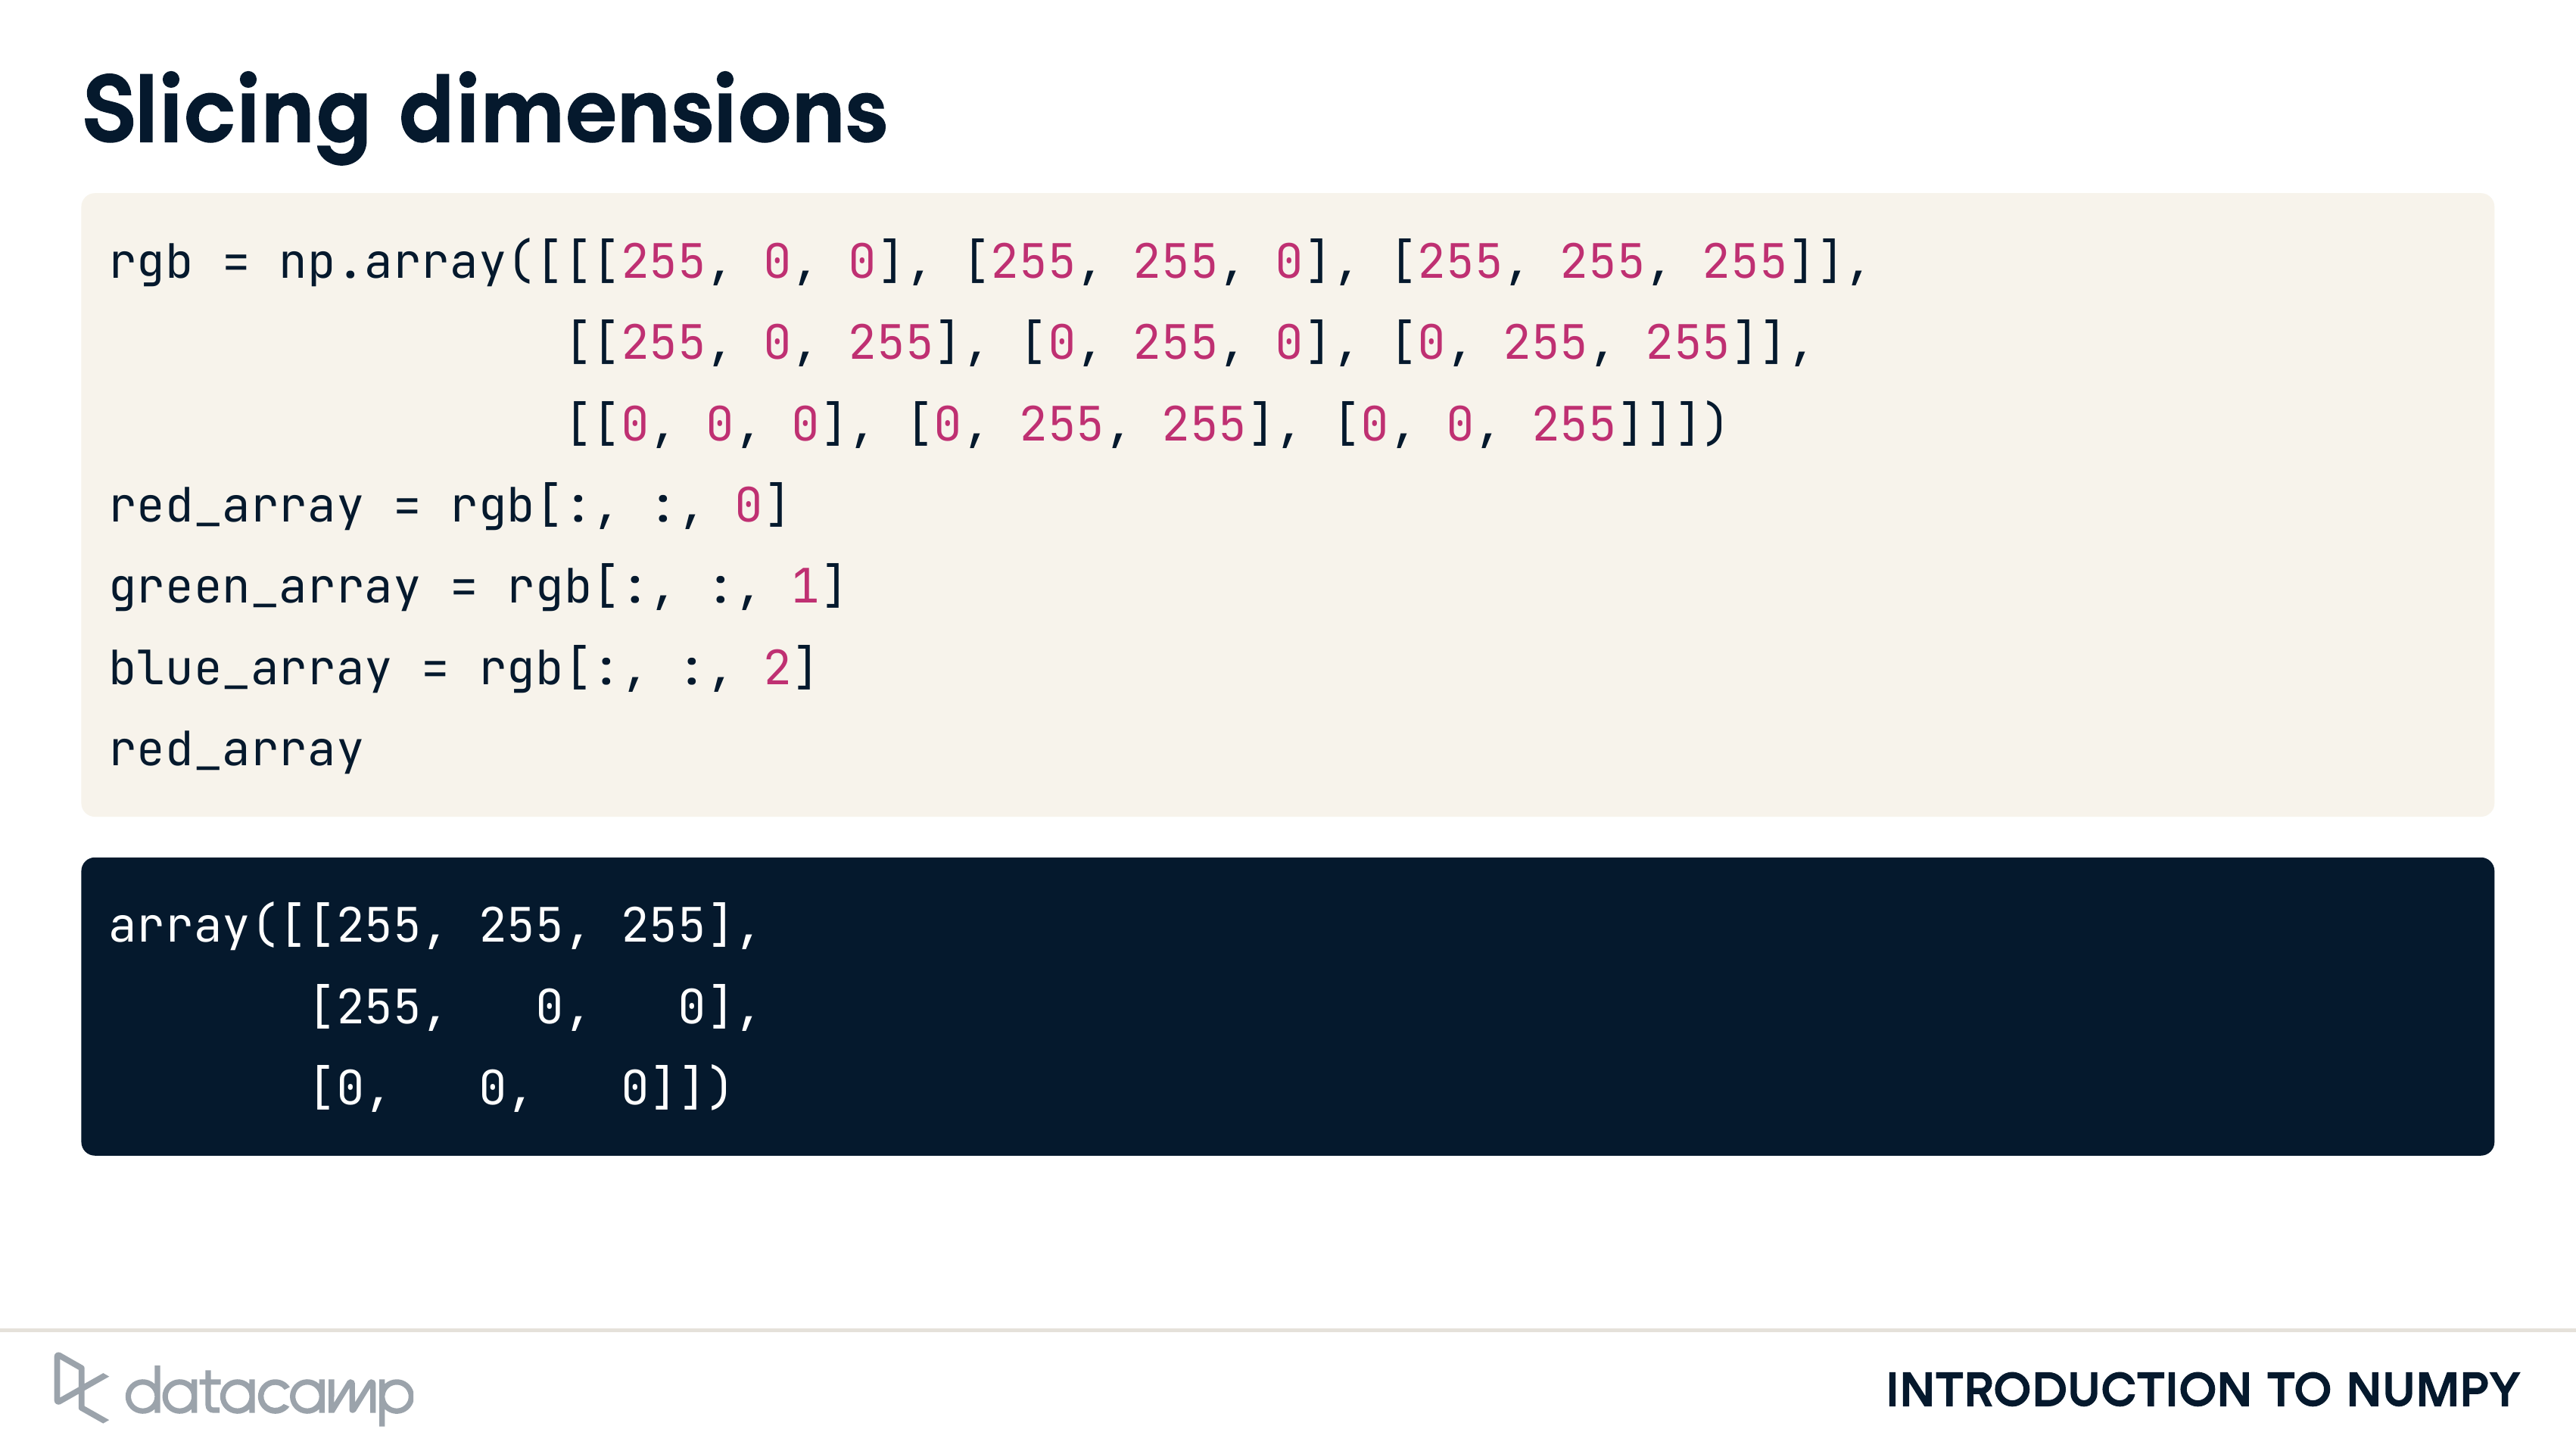 Slicing dimensions
rgb = np.array([[[255, 0, 0], [255, 255, 0], [255, 255, 255]],
                [[255, 0, 255], [0, 255, 0], [0, 255, 255]],
                [[0, 0, 0], [0, 255, 255], [0, 0, 255]]])
red_array = rgb[:, :, 0]
green_array = rgb[:, :, 1]
blue_array = rgb[:, :, 2]
red_array
array([[255, 255, 255],
       [255,   0,   0],
       [0,   0,   0]])
datacamp
INTRODUCTION TO NUMPY